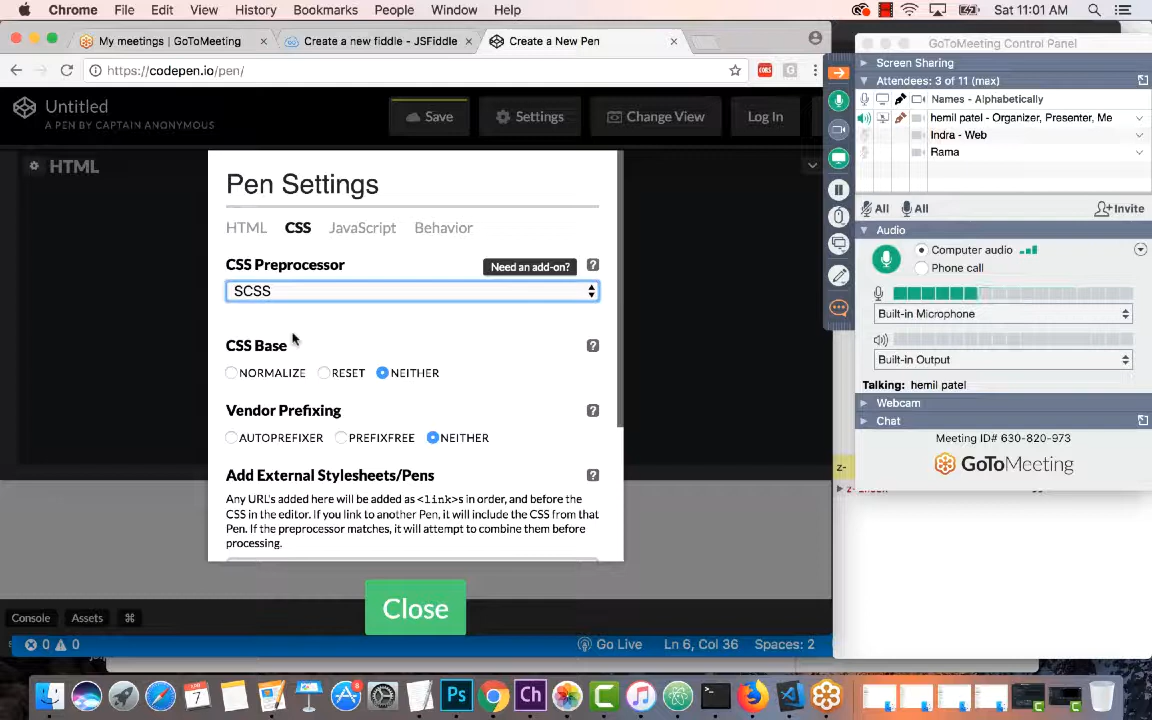 Chrome File Edit View History Bookmarks People Window Help Sat 11:01 AM
My meetings | GoToMeeting
Create a new fiddle - JSFiddle
Create a New Pen
https://codepen.io/pen/
CORS
G
Untitled
A PEN BY CAPTAIN ANONYMOUS
Save
Settings
Change View
Log In
HTML
Pen Settings
HTML CSS JavaScript Behavior
CSS Preprocessor
Need an add-on?
?
SCSS
CSS Base
?
NORMALIZE RESET NEITHER
Vendor Prefixing
?
AUTOPREFIXER PREFIXFREE NEITHER
Add External Stylesheets/Pens
?
Any URL's added here will be added as <link>s in order, and before the
CSS in the editor. If you link to another Pen, it will include the CSS from that
Pen. If the preprocessor matches, it will attempt to combine them before
processing.
Close
Console Assets ⌘
0 0
Go Live
Ln 6, Col 36
Spaces: 2
GoToMeeting Control Panel
Screen Sharing
Attendees: 3 of 11 (max)
Names - Alphabetically
hemil patel - Organizer, Presenter, Me
Indra - Web
Rama
All
All
Invite
Audio
Computer audio
Phone call
Built-in Microphone
Built-in Output
Talking: hemil patel
Webcam
Chat
Meeting ID# 630-820-973
GoToMeeting
z-
7
Ps
Ch
C